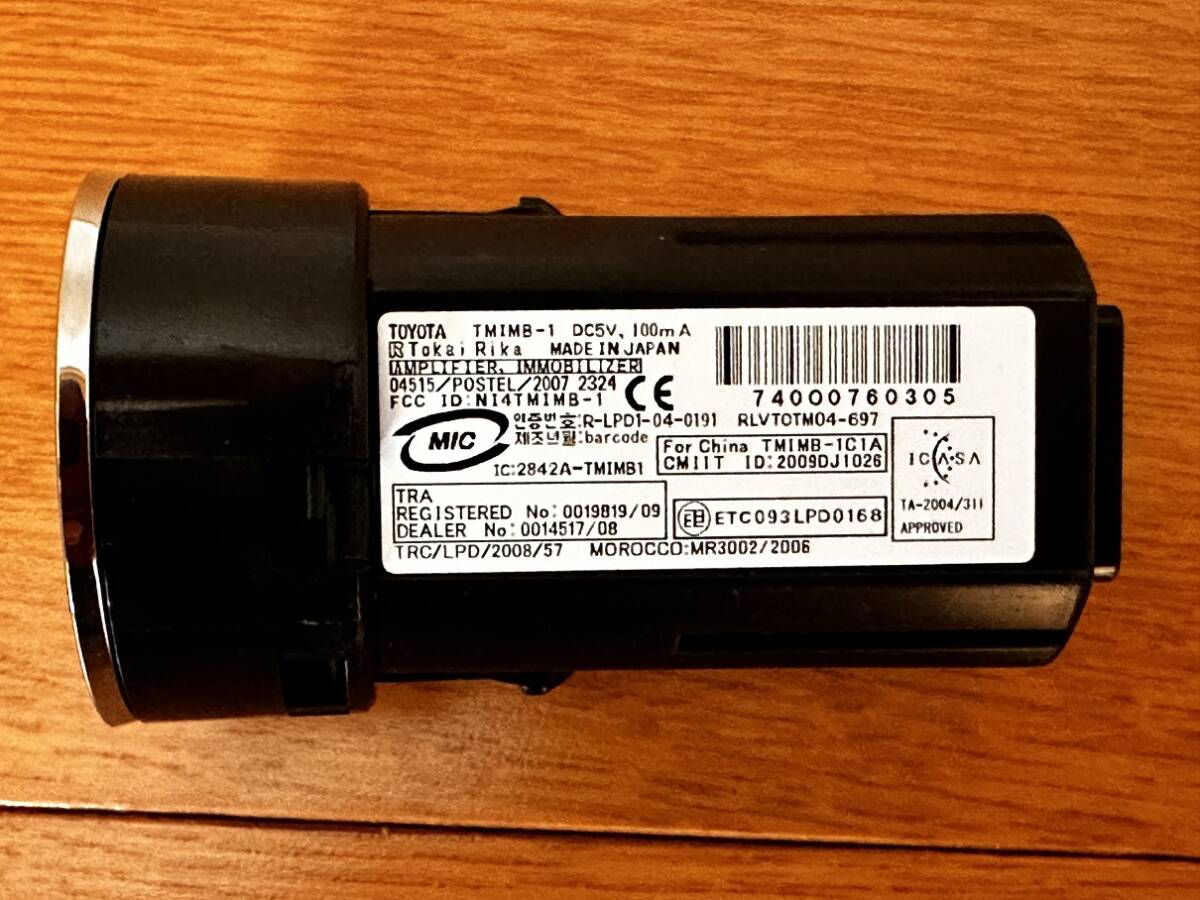 TOYOTA TMIMB-1 DC5V, 100mA
Tokai Rika MADE IN JAPAN
AMPLIFIER, IMMOBILIZER
04515/POSTEL/2007 2324
FCC ID:NI4TMIMB-1
CE
74000760305
MIC
인증번호:R-LPD1-04-0191 RLVTOTM04-697
제조년월:barcode
IC:2842A-TMIMB1
For China TMIMB-1C1A
CMIIT ID:2009DJ1026
ICASA
TA-2004/311
APPROVED
TRA
REGISTERED No:0019819/09
DEALER No:0014517/08
ETC093LPD0168
TRC/LPD/2008/57 MOROCCO:MR3002/2006